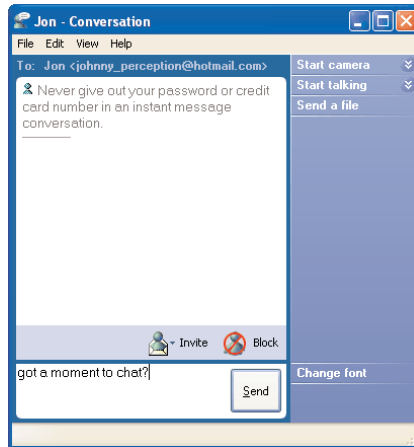 Jon - Conversation
File Edit View Help
To: Jon <johnny_perception@hotmail.com>
Never give out your password or credit
card number in an instant message
conversation.
Start camera
Start talking
Send a file
Invite Block
got a moment to chat?
Send
Change font